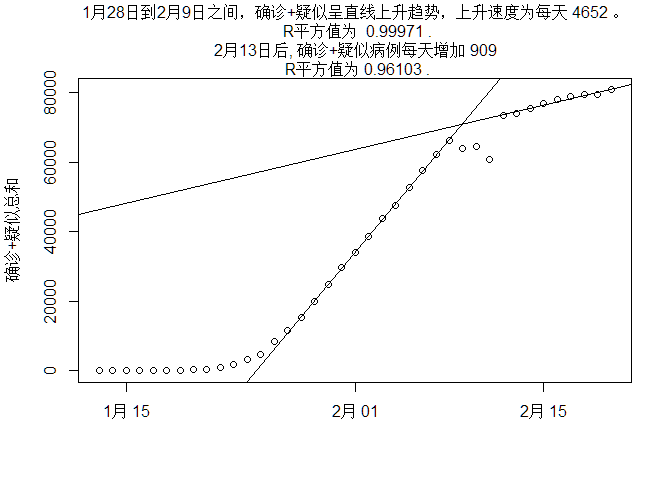 1月28日到2月9日之间，确诊+疑似呈直线上升趋势，上升速度为每天 4652 。
R平方值为  0.99971 .
2月13日后, 确诊+疑似病例每天增加 909
R平方值为 0.96103 .
确诊+疑似总和
80000
60000
40000
20000
0
1月 15
2月 01
2月 15